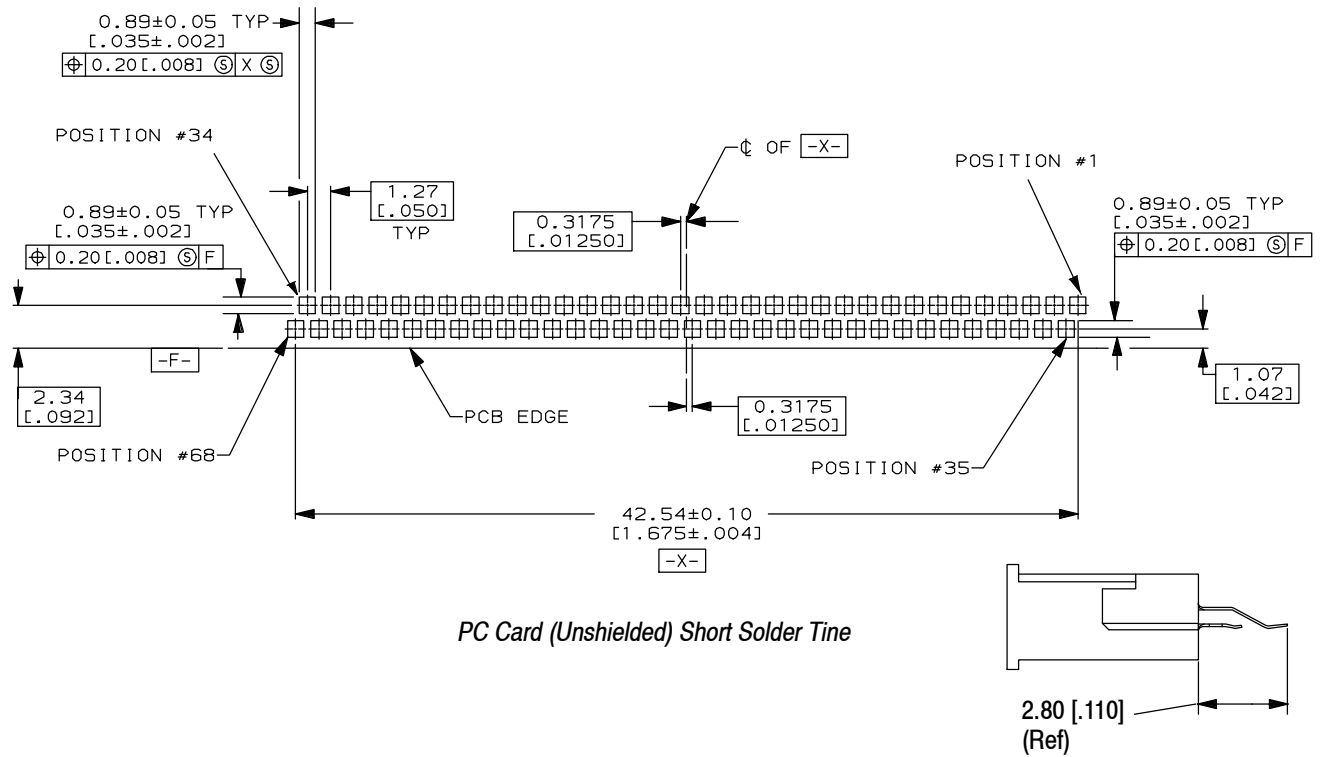 0.89±0.05 TYP
[.035±.002]
⌖ 0.20[.008] Ⓢ X Ⓢ
POSITION #34
℄ OF -X-
POSITION #1
1.27
[.050]
TYP
0.89±0.05 TYP
[.035±.002]
⌖ 0.20[.008] Ⓢ F
0.3175
[.01250]
0.89±0.05 TYP
[.035±.002]
⌖ 0.20[.008] Ⓢ F
-F-
2.34
[.092]
1.07
[.042]
PCB EDGE
0.3175
[.01250]
POSITION #68
POSITION #35
42.54±0.10
[1.675±.004]
-X-
PC Card (Unshielded) Short Solder Tine
2.80 [.110]
(Ref)